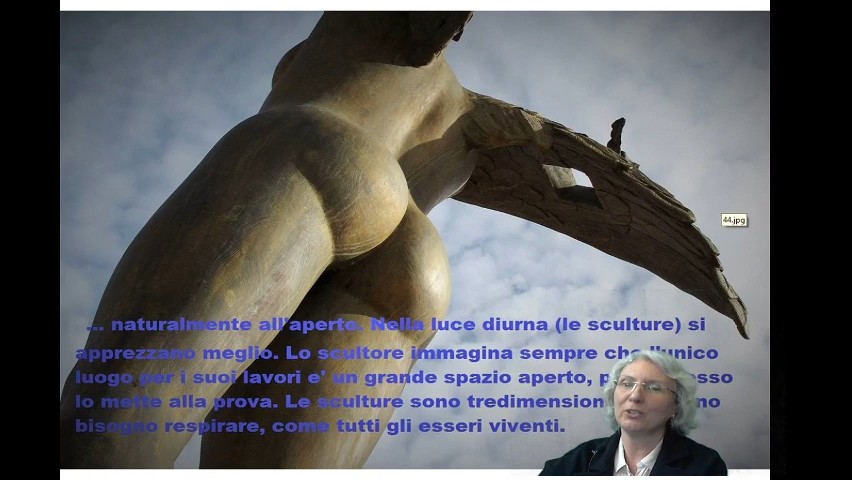 44.jpg
... naturalmente all'aperto. Nella luce diurna (le sculture) si
apprezzano meglio. Lo scultore immagina sempre che l'unico
luogo per i suoi lavori e' un grande spazio aperto, p
lo mette alla prova. Le sculture sono tredimension
bisogno respirare, come tutti gli esseri viventi.